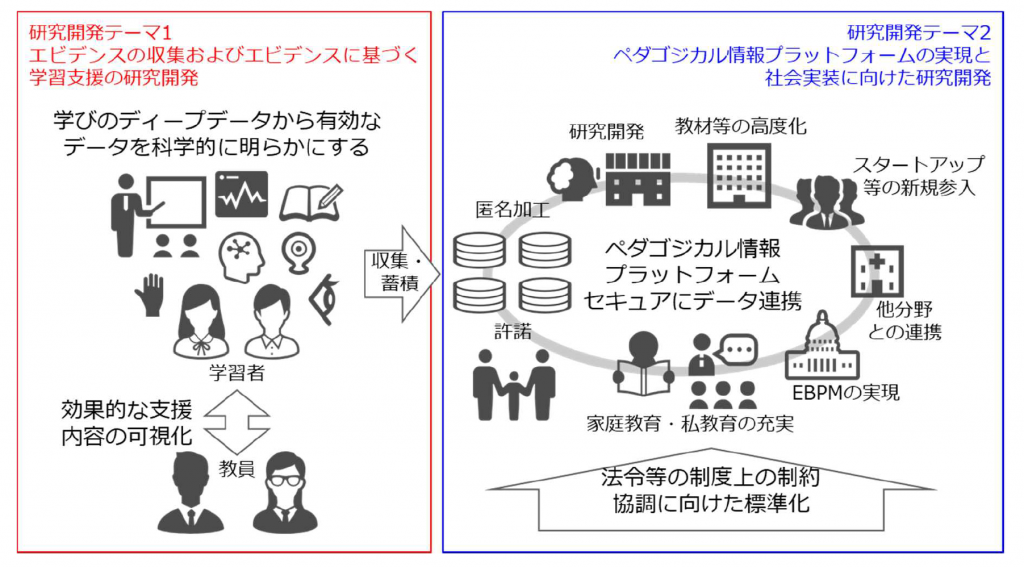 研究開発テーマ1
エビデンスの収集およびエビデンスに基づく
学習支援の研究開発
学びのディープデータから有効な
データを科学的に明らかにする
学習者
効果的な支援
内容の可視化
教員
収集・
蓄積
研究開発テーマ2
ペダゴジカル情報プラットフォームの実現と
社会実装に向けた研究開発
研究開発
教材等の高度化
スタートアップ
等の新規参入
匿名加工
ペダゴジカル情報
プラットフォーム
セキュアにデータ連携
他分野
との連携
許諾
EBPMの実現
家庭教育・私教育の充実
法令等の制度上の制約
協調に向けた標準化